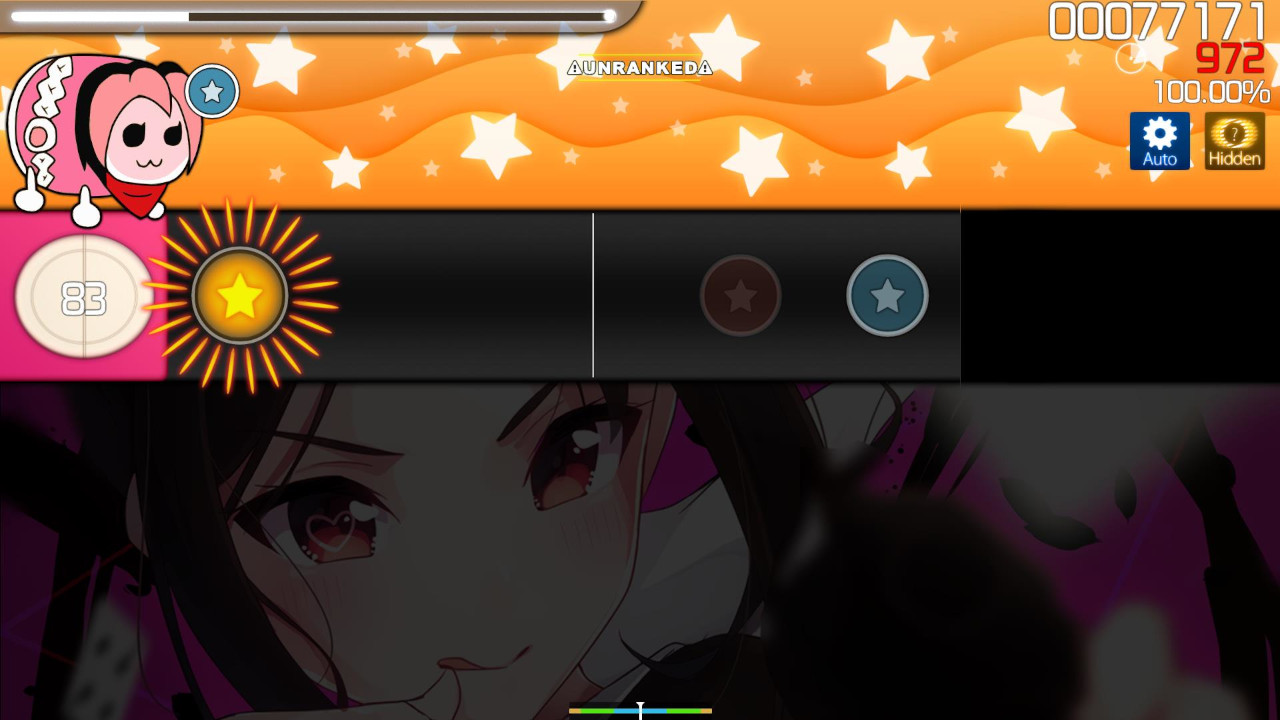 00077171
⚠UNRANKED⚠
972
100.00%
Auto
?
Hidden
83